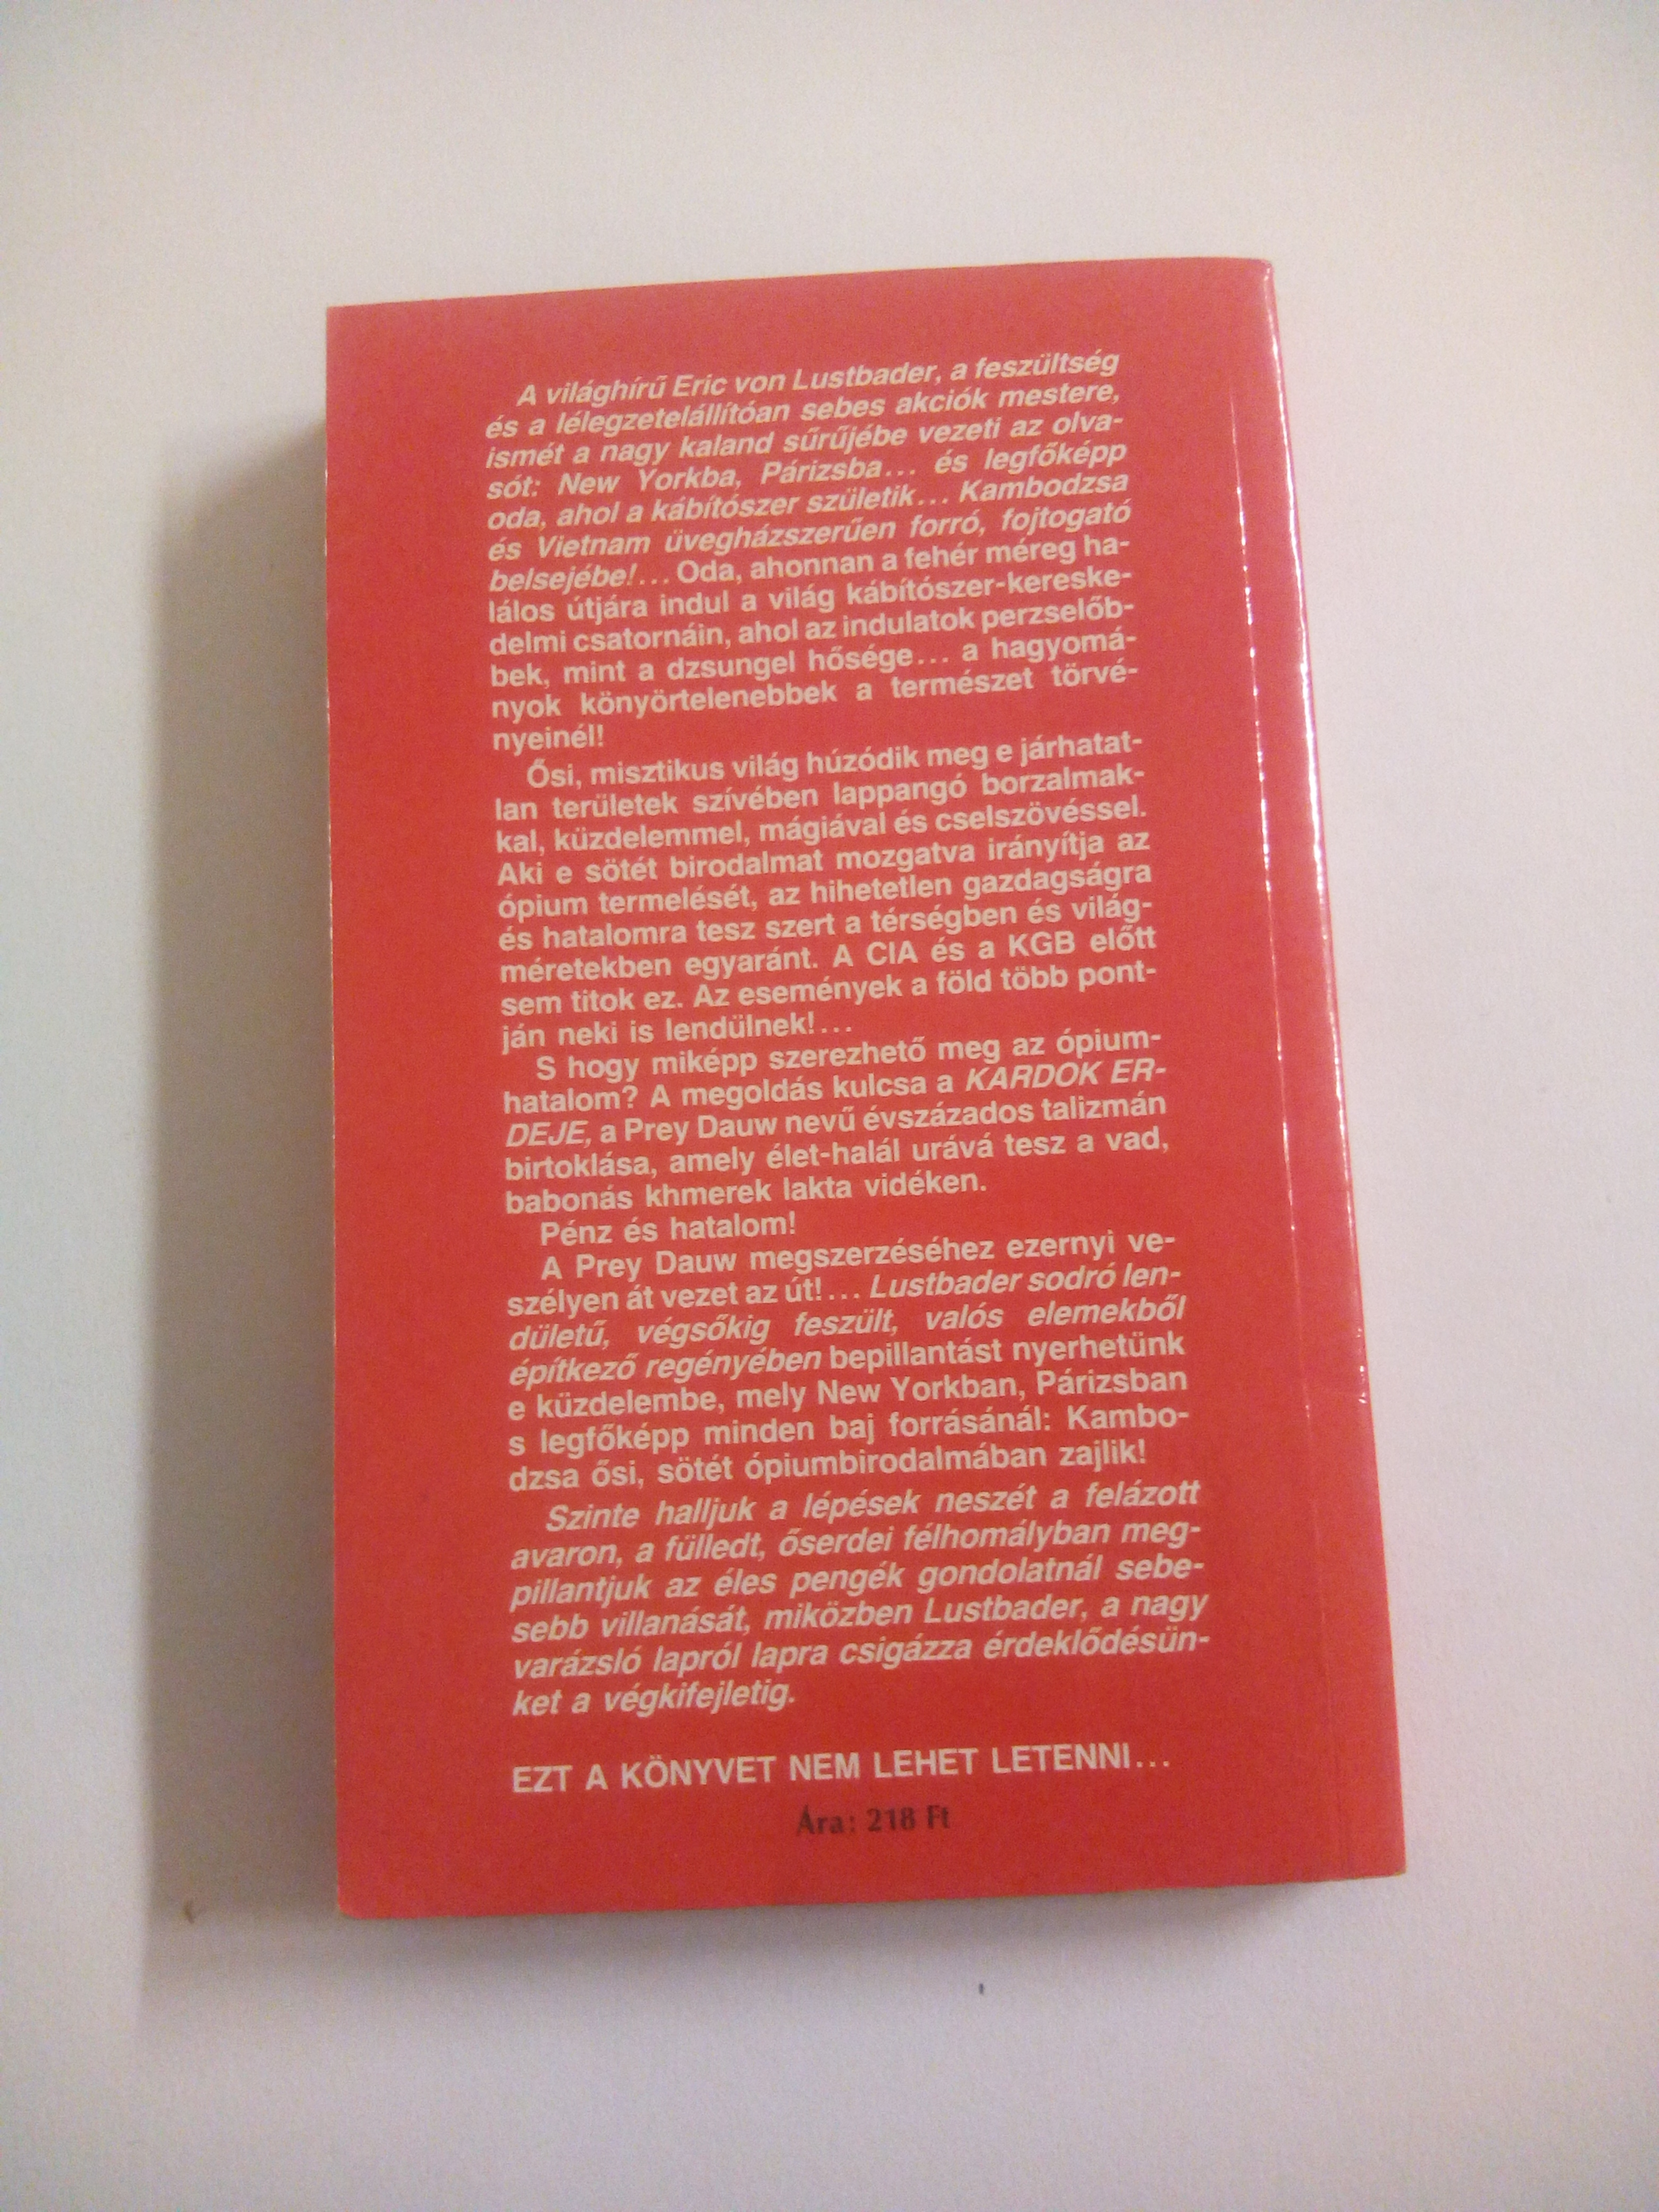 A világhírű Eric von Lustbader, a feszültség
és a lélegzetelállítóan sebes akciók mestere,
ismét a nagy kaland sűrűjébe vezeti az olva-
sót: New Yorkba, Párizsba... és legfőképp
oda, ahol a kábítószer születik... Kambodzsa
és Vietnam üvegházszerűen forró, fojtogató
belsejébe!... Oda, ahonnan a fehér méreg ha-
lálos útjára indul a világ kábítószer-kereske-
delmi csatornáin, ahol az indulatok perzselőb-
bek, mint a dzsungel hősége... a hagyomá-
nyok könyörtelenebbek a természet törvé-
nyeinél!
Ősi, misztikus világ húzódik meg e járhatat-
lan területek szívében lappangó borzalmak-
kal, küzdelemmel, mágiával és cselszövéssel.
Aki e sötét birodalmat mozgatva irányítja az
ópium termelését, az hihetetlen gazdagságra
és hatalomra tesz szert a térségben és világ-
méretekben egyaránt. A CIA és a KGB előtt
sem titok ez. Az események a föld több pont-
ján neki is lendülnek!...
S hogy miképp szerezhető meg az ópium-
hatalom? A megoldás kulcsa a KARDOK ER-
DEJE, a Prey Dauw nevű évszázados talizmán
birtoklása, amely élet-halál urává tesz a vad,
babonás khmerek lakta vidéken.
Pénz és hatalom!
A Prey Dauw megszerzéséhez ezernyi ve-
szélyen át vezet az út!... Lustbader sodró len-
dületű, végsőkig feszült, valós elemekből
építkező regényében bepillantást nyerhetünk
e küzdelembe, mely New Yorkban, Párizsban
s legfőképp minden baj forrásánál: Kambo-
dzsa ősi, sötét ópiumbirodalmában zajlik!
Szinte halljuk a lépések neszét a felázott
avaron, a fülledt, őserdei félhomályban meg-
pillantjuk az éles pengék gondolatnál sebe-
sebb villanását, miközben Lustbader, a nagy
varázsló lapról lapra csigázza érdeklődésün-
ket a végkifejletig.
EZT A KÖNYVET NEM LEHET LETENNI...
Ára: 218 Ft